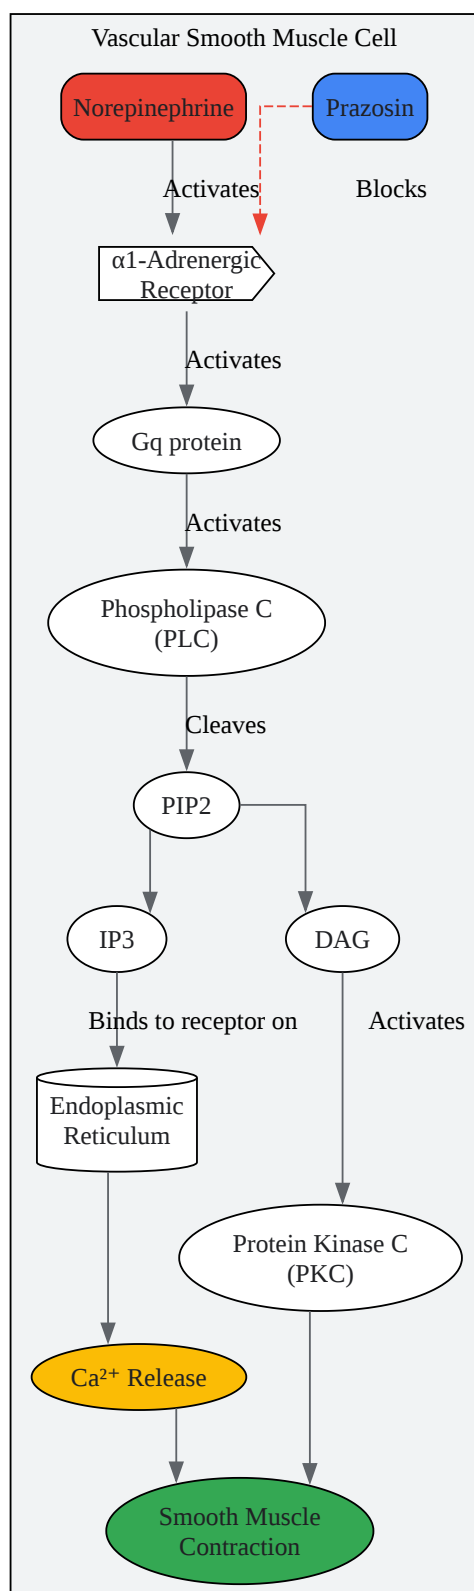 Vascular Smooth Muscle Cell
Norepinephrine
Prazosin
Activates
Blocks
α1-Adrenergic
Receptor
Activates
Gq protein
Activates
Phospholipase C
(PLC)
Cleaves
PIP2
IP3
DAG
Binds to receptor on
Activates
Endoplasmic
Reticulum
Protein Kinase C
(PKC)
Ca²⁺ Release
Smooth Muscle
Contraction